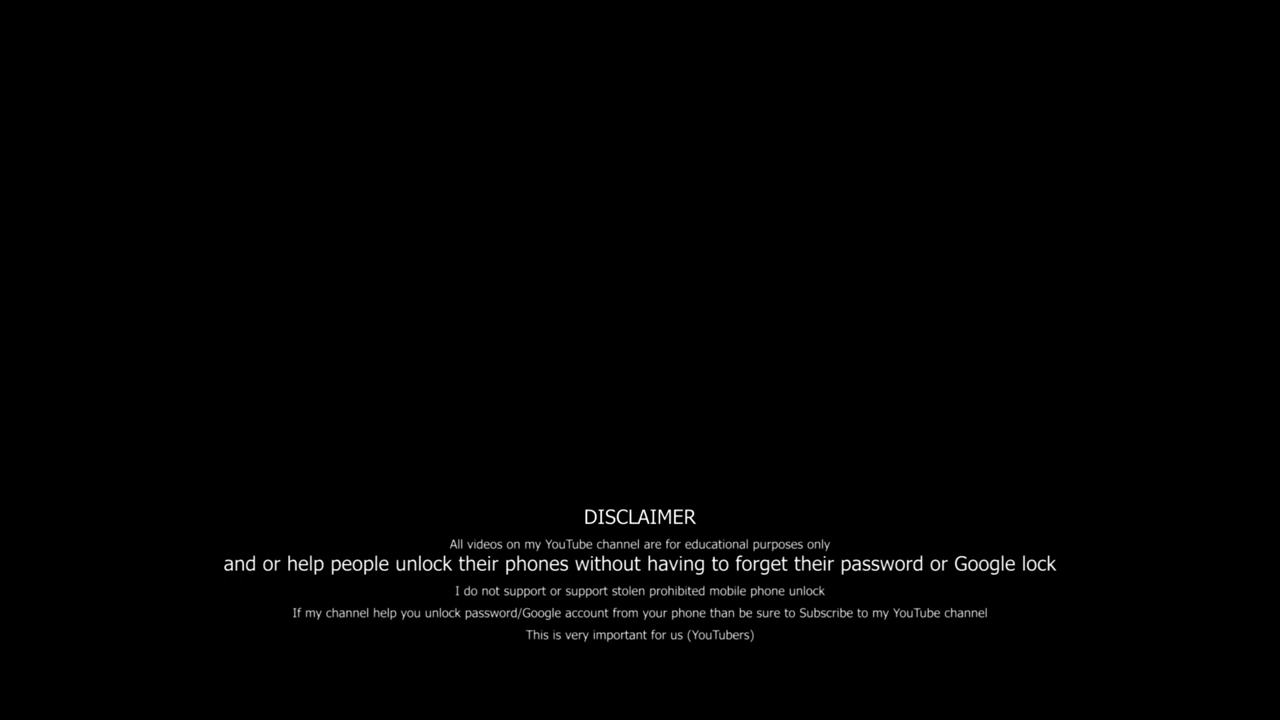 DISCLAIMER
All videos on my YouTube channel are for educational purposes only
and or help people unlock their phones without having to forget their password or Google lock
I do not support or support stolen prohibited mobile phone unlock
If my channel help you unlock password/Google account from your phone than be sure to Subscribe to my YouTube channel
This is very important for us (YouTubers)